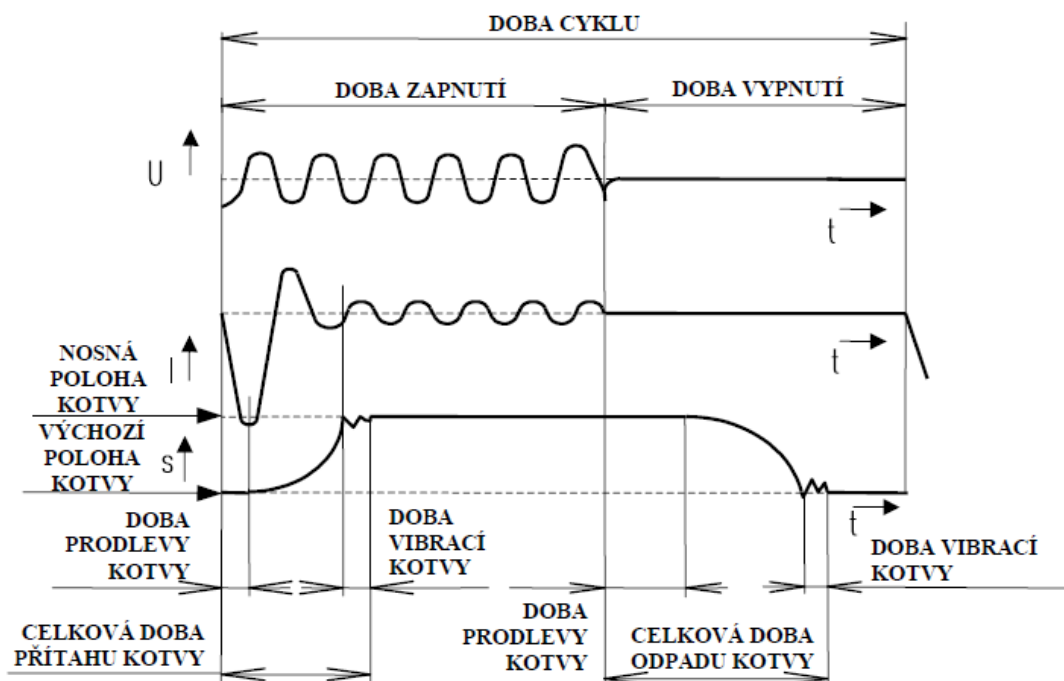 DOBA CYKLU
DOBA ZAPNUTÍ
DOBA VYPNUTÍ
U
t
NOSNÁ
POLOHA
KOTVY
I
t
VÝCHOZÍ
POLOHA
KOTVY
s
t
DOBA
PRODLEVY
KOTVY
DOBA
VIBRACÍ
KOTVY
DOBA VIBRACÍ
KOTVY
CELKOVÁ DOBA
PŘÍTAHU KOTVY
DOBA
PRODLEVY
KOTVY
CELKOVÁ DOBA
ODPADU KOTVY